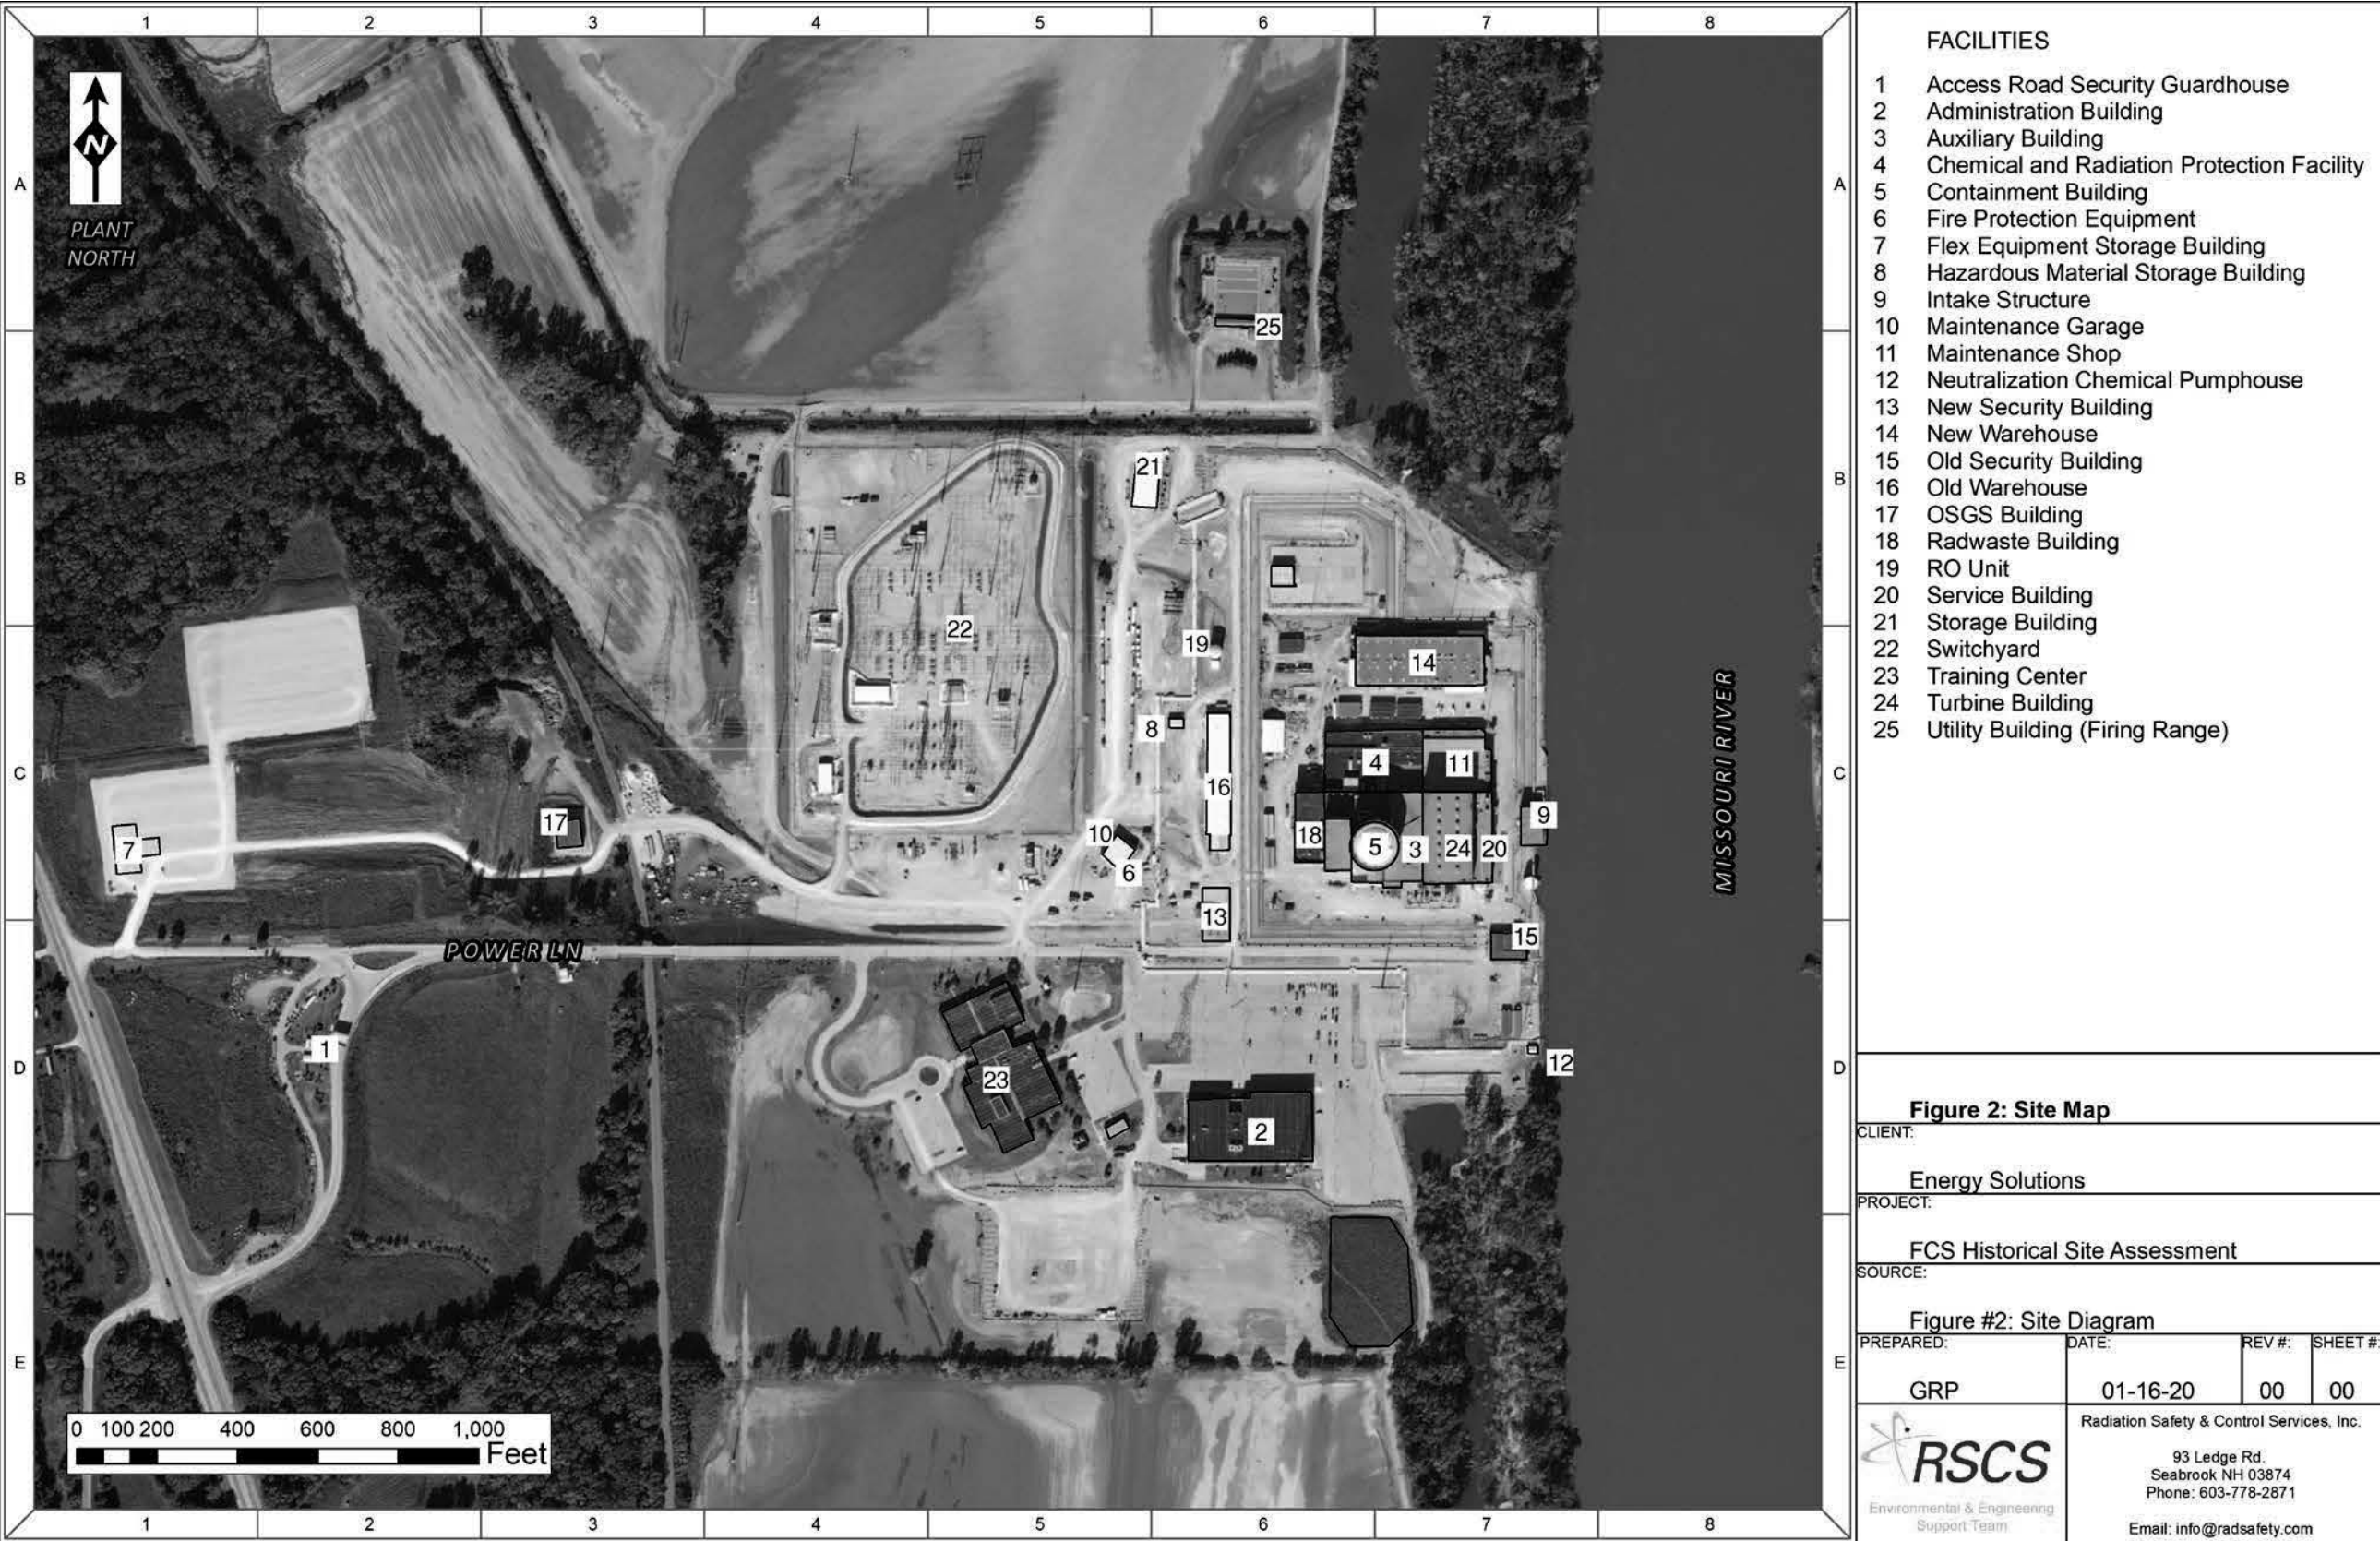 1 2 3 4 5 6 7 8
A A
B B
C C
D D
E E
1 2 3 4 5 6 7 8
N
PLANT
NORTH
25
21
22
19
14
8
16
4
11
17
10
6
7
18
5
3
24
20
9
13
15
POWER LN
1
23
12
2
MISSOURI RIVER
0 100 200 400 600 800 1,000
Feet
FACILITIES
1 Access Road Security Guardhouse
2 Administration Building
3 Auxiliary Building
4 Chemical and Radiation Protection Facility
5 Containment Building
6 Fire Protection Equipment
7 Flex Equipment Storage Building
8 Hazardous Material Storage Building
9 Intake Structure
10 Maintenance Garage
11 Maintenance Shop
12 Neutralization Chemical Pumphouse
13 New Security Building
14 New Warehouse
15 Old Security Building
16 Old Warehouse
17 OSGS Building
18 Radwaste Building
19 RO Unit
20 Service Building
21 Storage Building
22 Switchyard
23 Training Center
24 Turbine Building
25 Utility Building (Firing Range)
Figure 2: Site Map
CLIENT:
Energy Solutions
PROJECT:
FCS Historical Site Assessment
SOURCE:
Figure #2: Site Diagram
PREPARED: DATE: REV #: SHEET #:
GRP 01-16-20 00 00
RSCS
Environmental & Engineering
Support Team
Radiation Safety & Control Services, Inc.
93 Ledge Rd.
Seabrook NH 03874
Phone: 603-778-2871
Email: info@radsafety.com